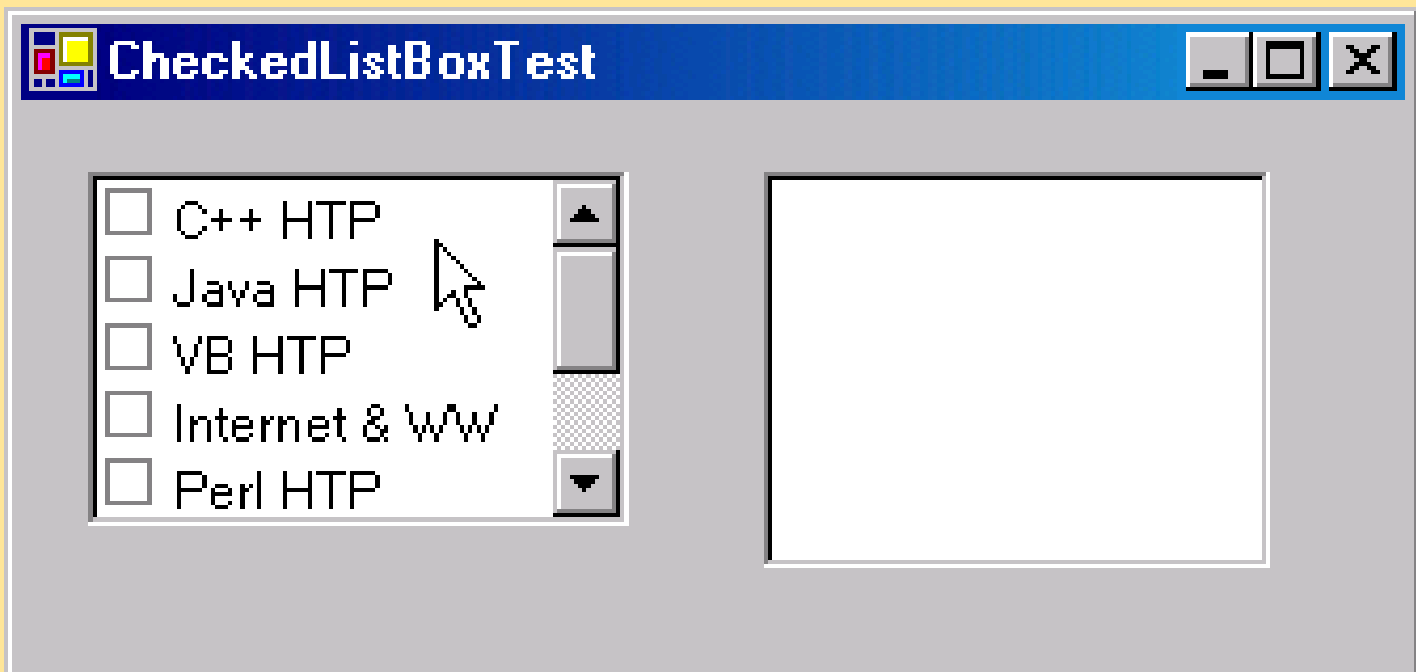 CheckedListBoxTest
C++ HTP
Java HTP
VB HTP
Internet & WW
Perl HTP